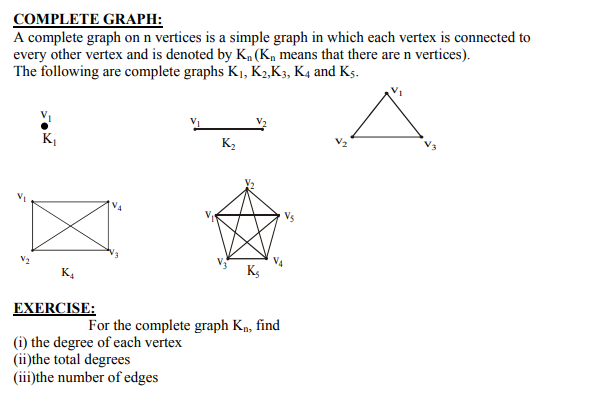 COMPLETE GRAPH:
A complete graph on n vertices is a simple graph in which each vertex is connected to
every other vertex and is denoted by Kₙ (Kₙ means that there are n vertices).
The following are complete graphs K₁, K₂,K₃, K₄ and K₅.
v₁
K₁
v₁ v₂
K₂
v₁
v₂ v₃
v₁ v₄
v₂ v₃
K₄
v₂
v₁ v₅
v₃ v₄
K₅
EXERCISE:
For the complete graph Kₙ, find
(i) the degree of each vertex
(ii)the total degrees
(iii)the number of edges